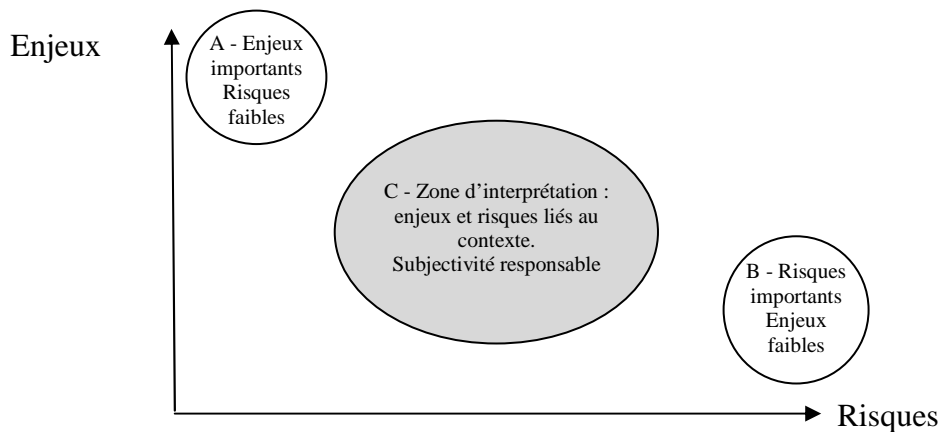 Enjeux
A - Enjeux
importants
Risques
faibles
C - Zone d'interprétation :
enjeux et risques liés au
contexte.
Subjectivité responsable
B - Risques
importants
Enjeux
faibles
Risques